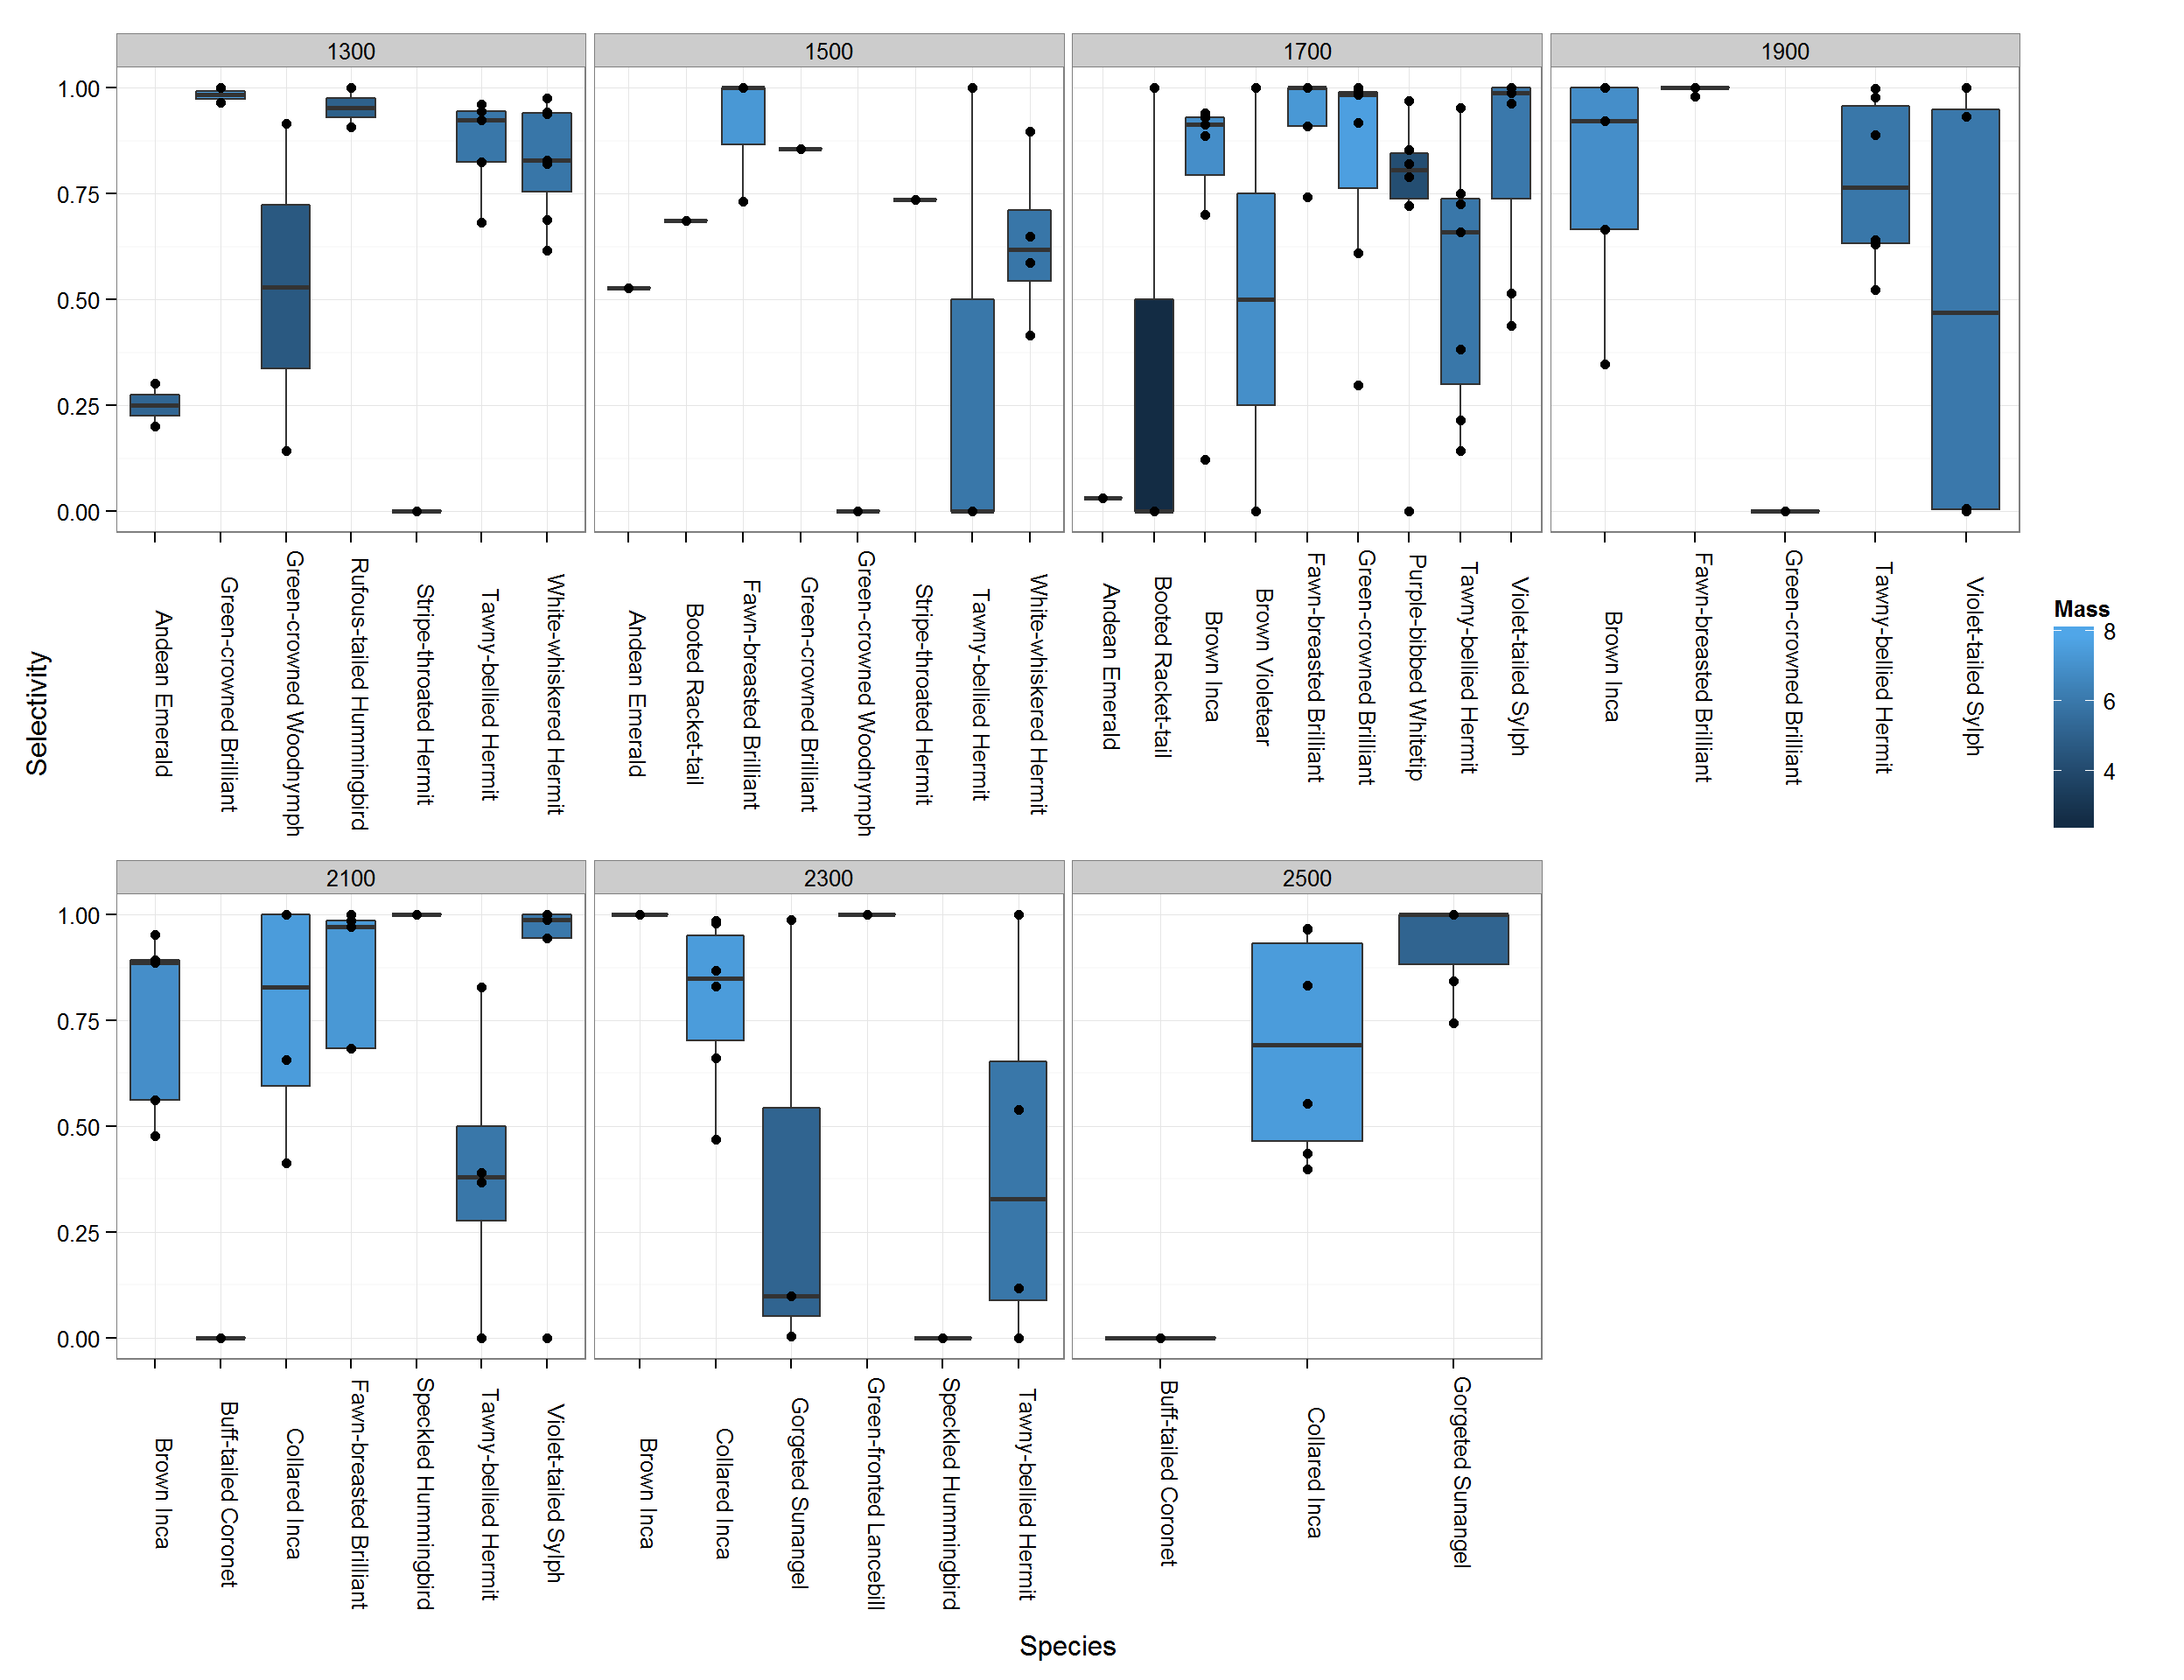 1300
1500
1700
1900
1.00
0.75
0.50
0.25
0.00
Andean Emerald
Green-crowned Brilliant
Green-crowned Woodnymph
Rufous-tailed Hummingbird
Stripe-throated Hermit
Tawny-bellied Hermit
White-whiskered Hermit
Andean Emerald
Booted Racket-tail
Fawn-breasted Brilliant
Green-crowned Brilliant
Green-crowned Woodnymph
Stripe-throated Hermit
Tawny-bellied Hermit
White-whiskered Hermit
Andean Emerald
Booted Racket-tail
Brown Inca
Brown Violetear
Fawn-breasted Brilliant
Green-crowned Brilliant
Purple-bibbed Whitetip
Tawny-bellied Hermit
Violet-tailed Sylph
Brown Inca
Fawn-breasted Brilliant
Green-crowned Brilliant
Tawny-bellied Hermit
Violet-tailed Sylph
Mass
8
6
4
Selectivity
2100
2300
2500
1.00
0.75
0.50
0.25
0.00
Brown Inca
Buff-tailed Coronet
Collared Inca
Fawn-breasted Brilliant
Speckled Hummingbird
Tawny-bellied Hermit
Violet-tailed Sylph
Brown Inca
Collared Inca
Gorgeted Sunangel
Green-fronted Lancebill
Speckled Hummingbird
Tawny-bellied Hermit
Buff-tailed Coronet
Collared Inca
Gorgeted Sunangel
Species